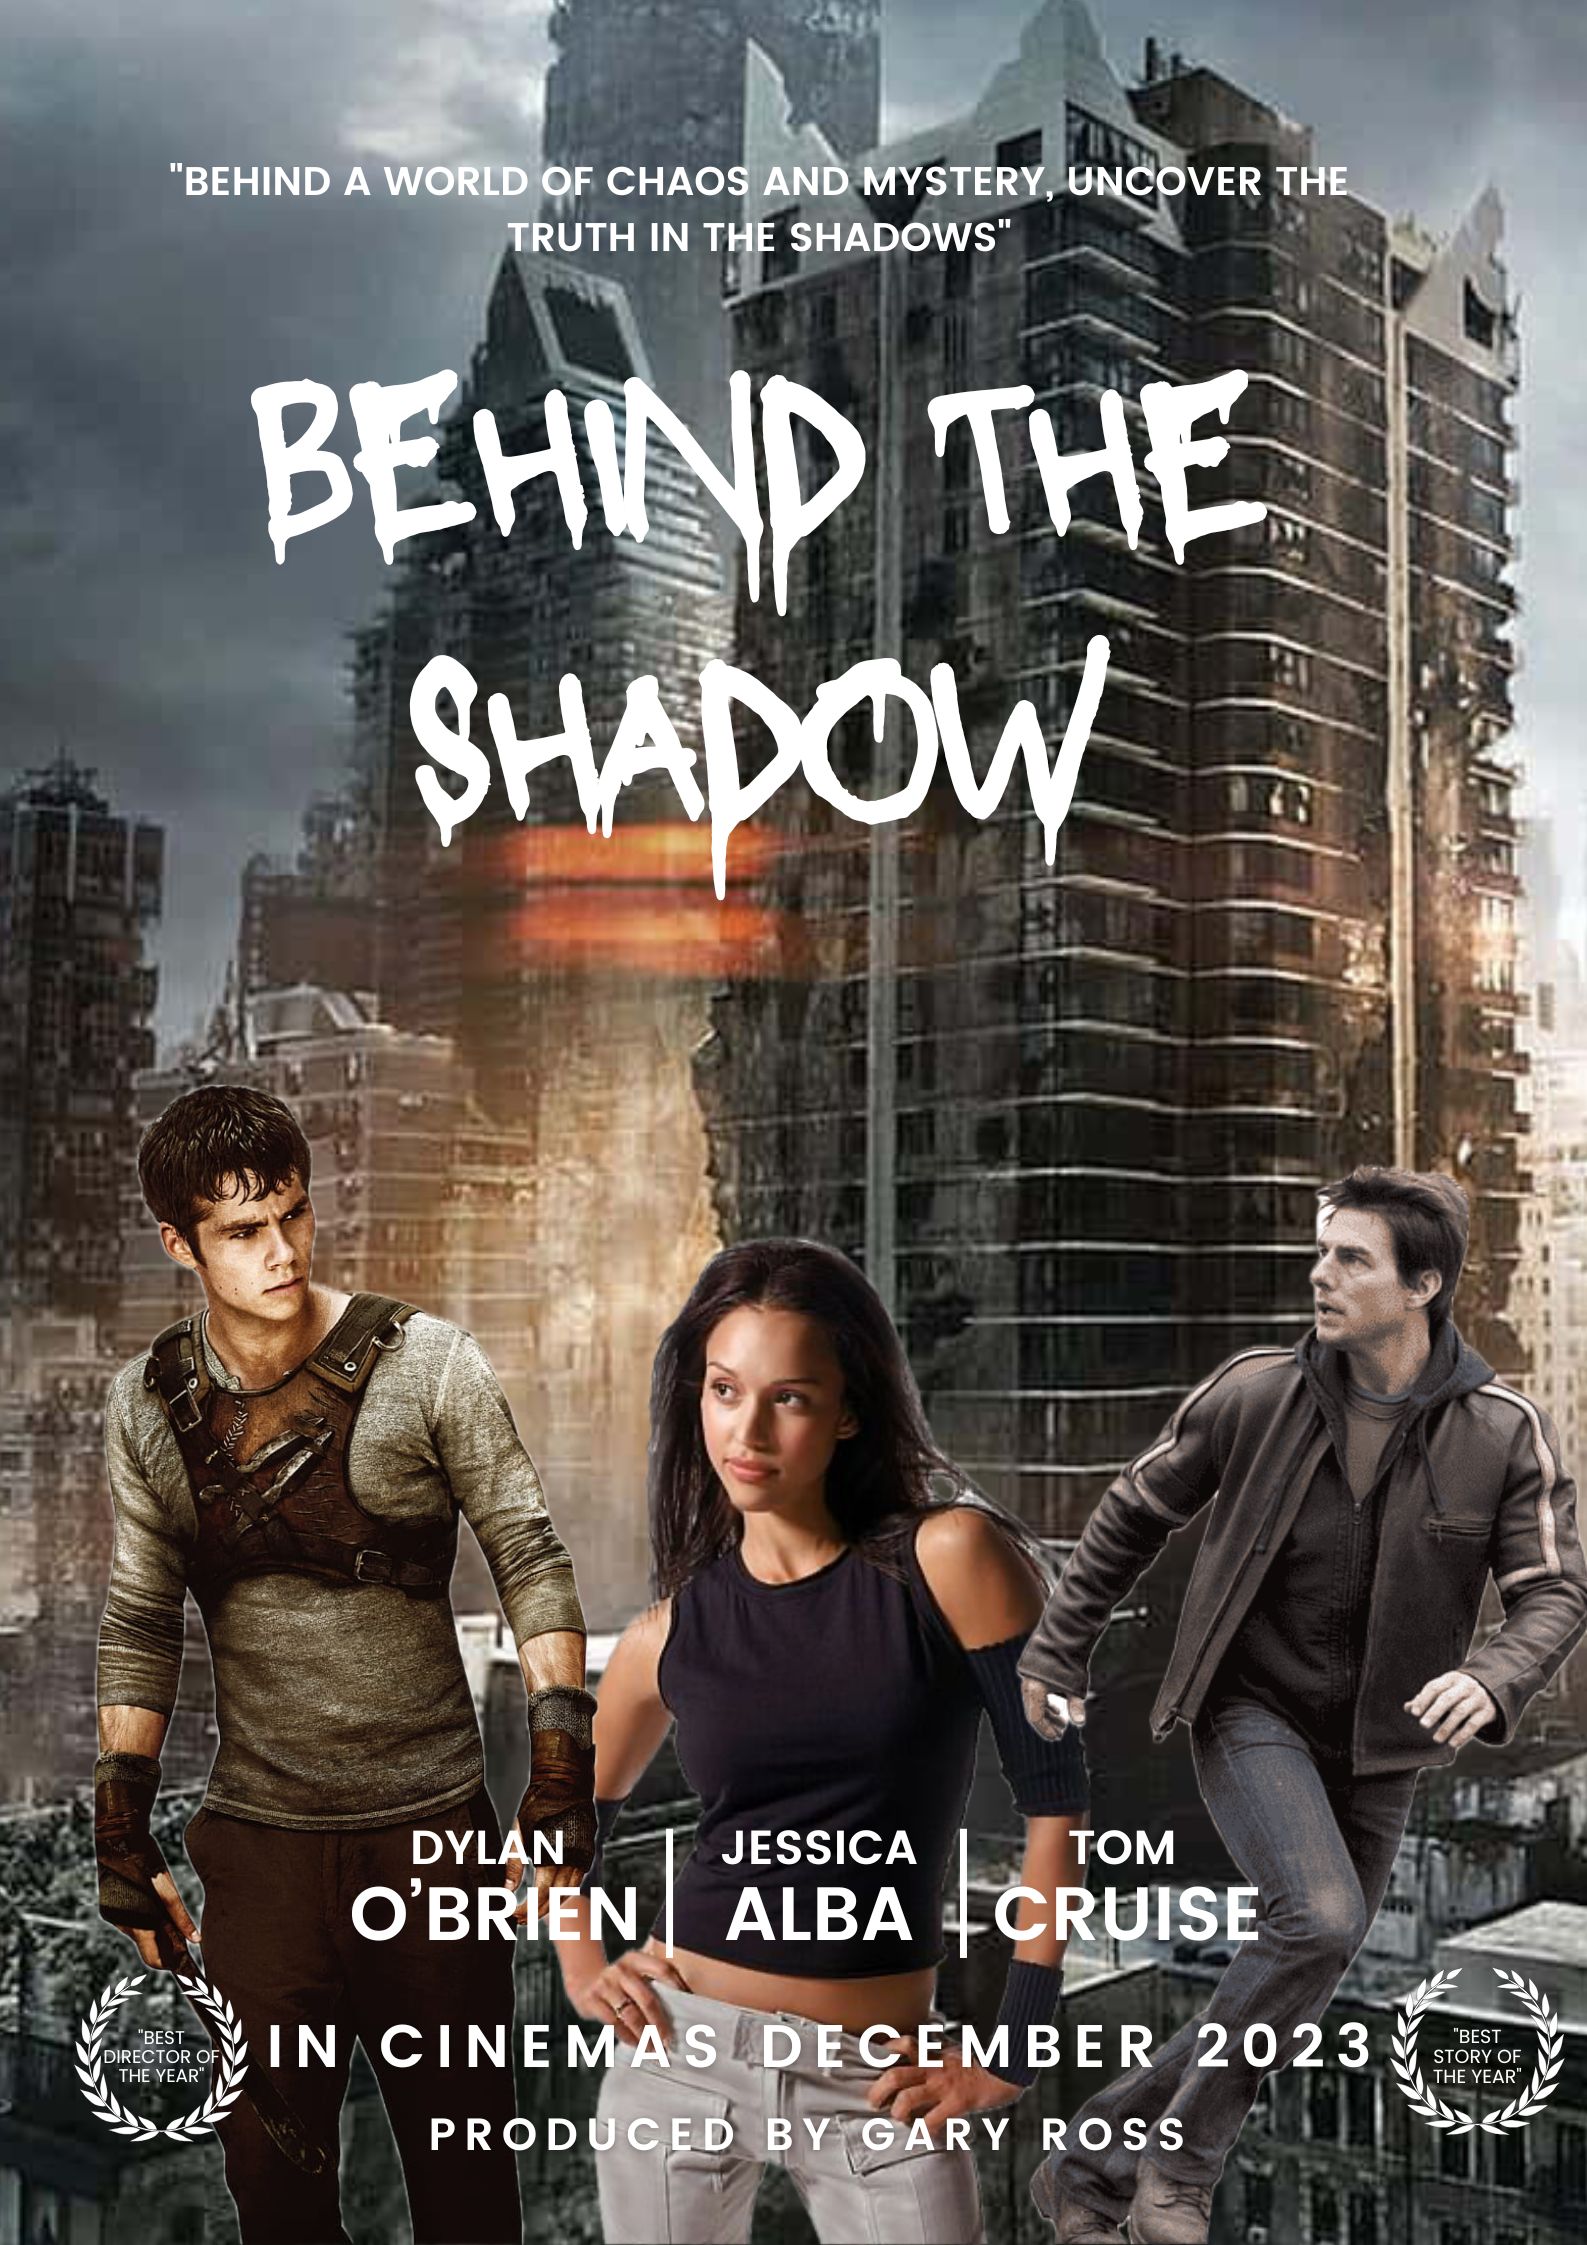 "BEHIND A WORLD OF CHAOS AND MYSTERY, UNCOVER THE
TRUTH IN THE SHADOWS"
BEHIND THE
SHADOW
DYLAN
O’BRIEN
JESSICA
ALBA
TOM
CRUISE
"BEST
DIRECTOR OF
THE YEAR"
IN CINEMAS DECEMBER 2023
"BEST
STORY OF
THE YEAR"
PRODUCED BY GARY ROSS